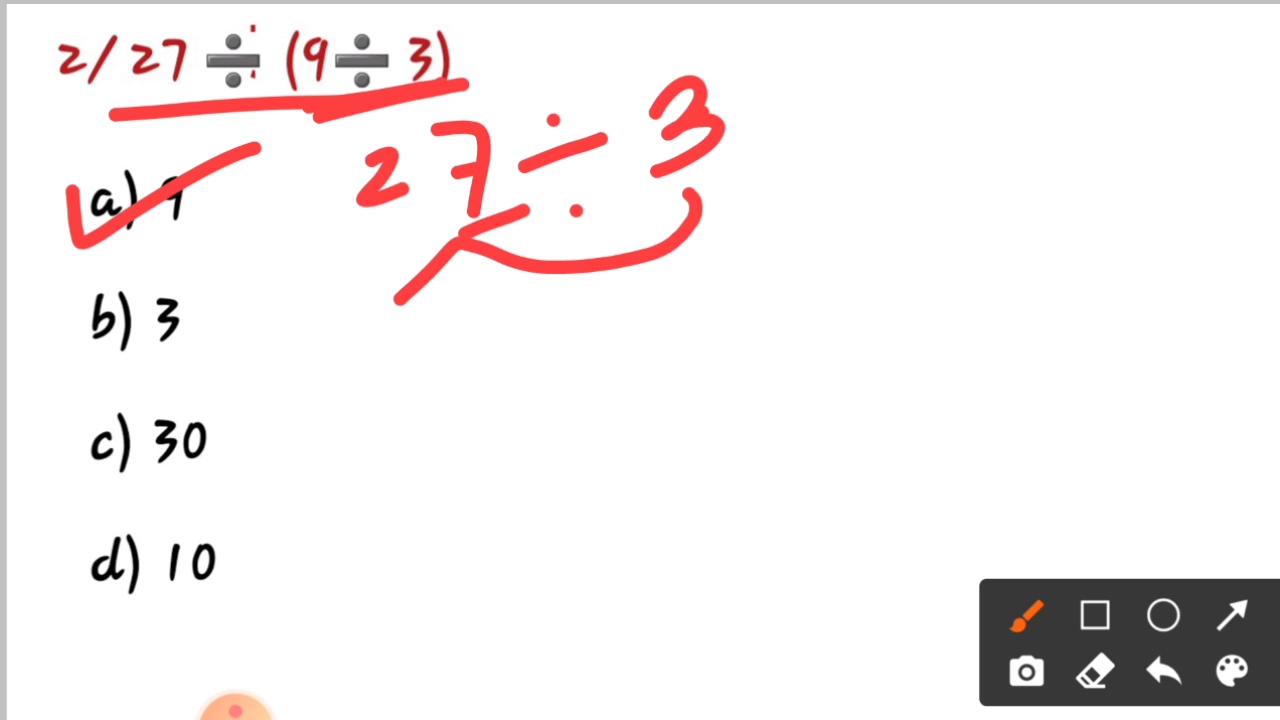 2/ 27 ÷ (9 ÷ 3)
27 ÷ 3
a) 9
b) 3
c) 30
d) 10